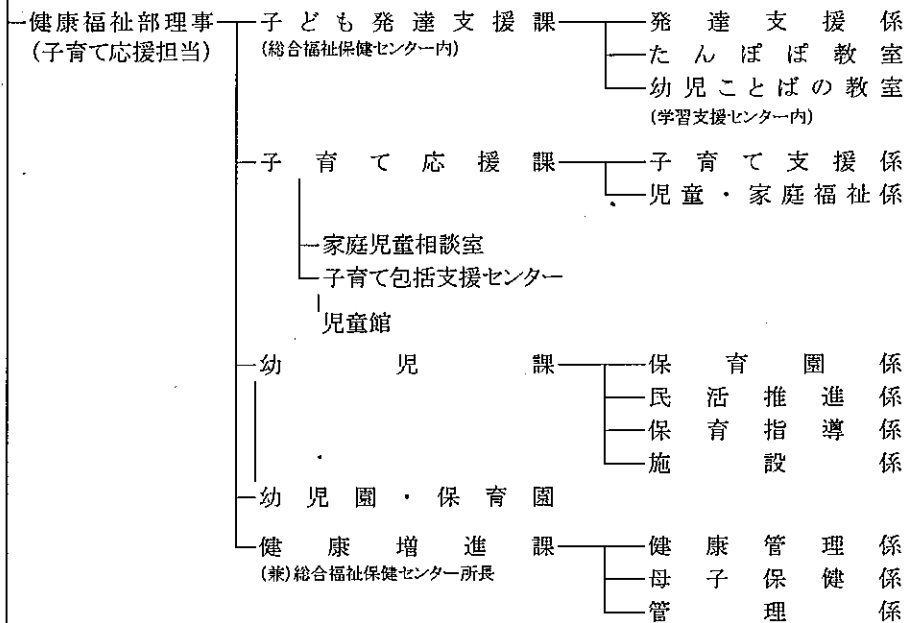 健康福祉部理事 子ども発達支援課 発達支援係
(子育て応援担当) (総合福祉保健センター内) たんぽぽ教室
幼児ことばの教室
(学習支援センター内)
子育て応援課 子育て支援係
児童・家庭福祉係
家庭児童相談室
子育て包括支援センター
児童館
幼児課 保育園係
民活推進係
保育指導係
施設係
幼児園・保育園
健康増進課 健康管理係
(兼)総合福祉保健センター所長 母子保健係
管理係